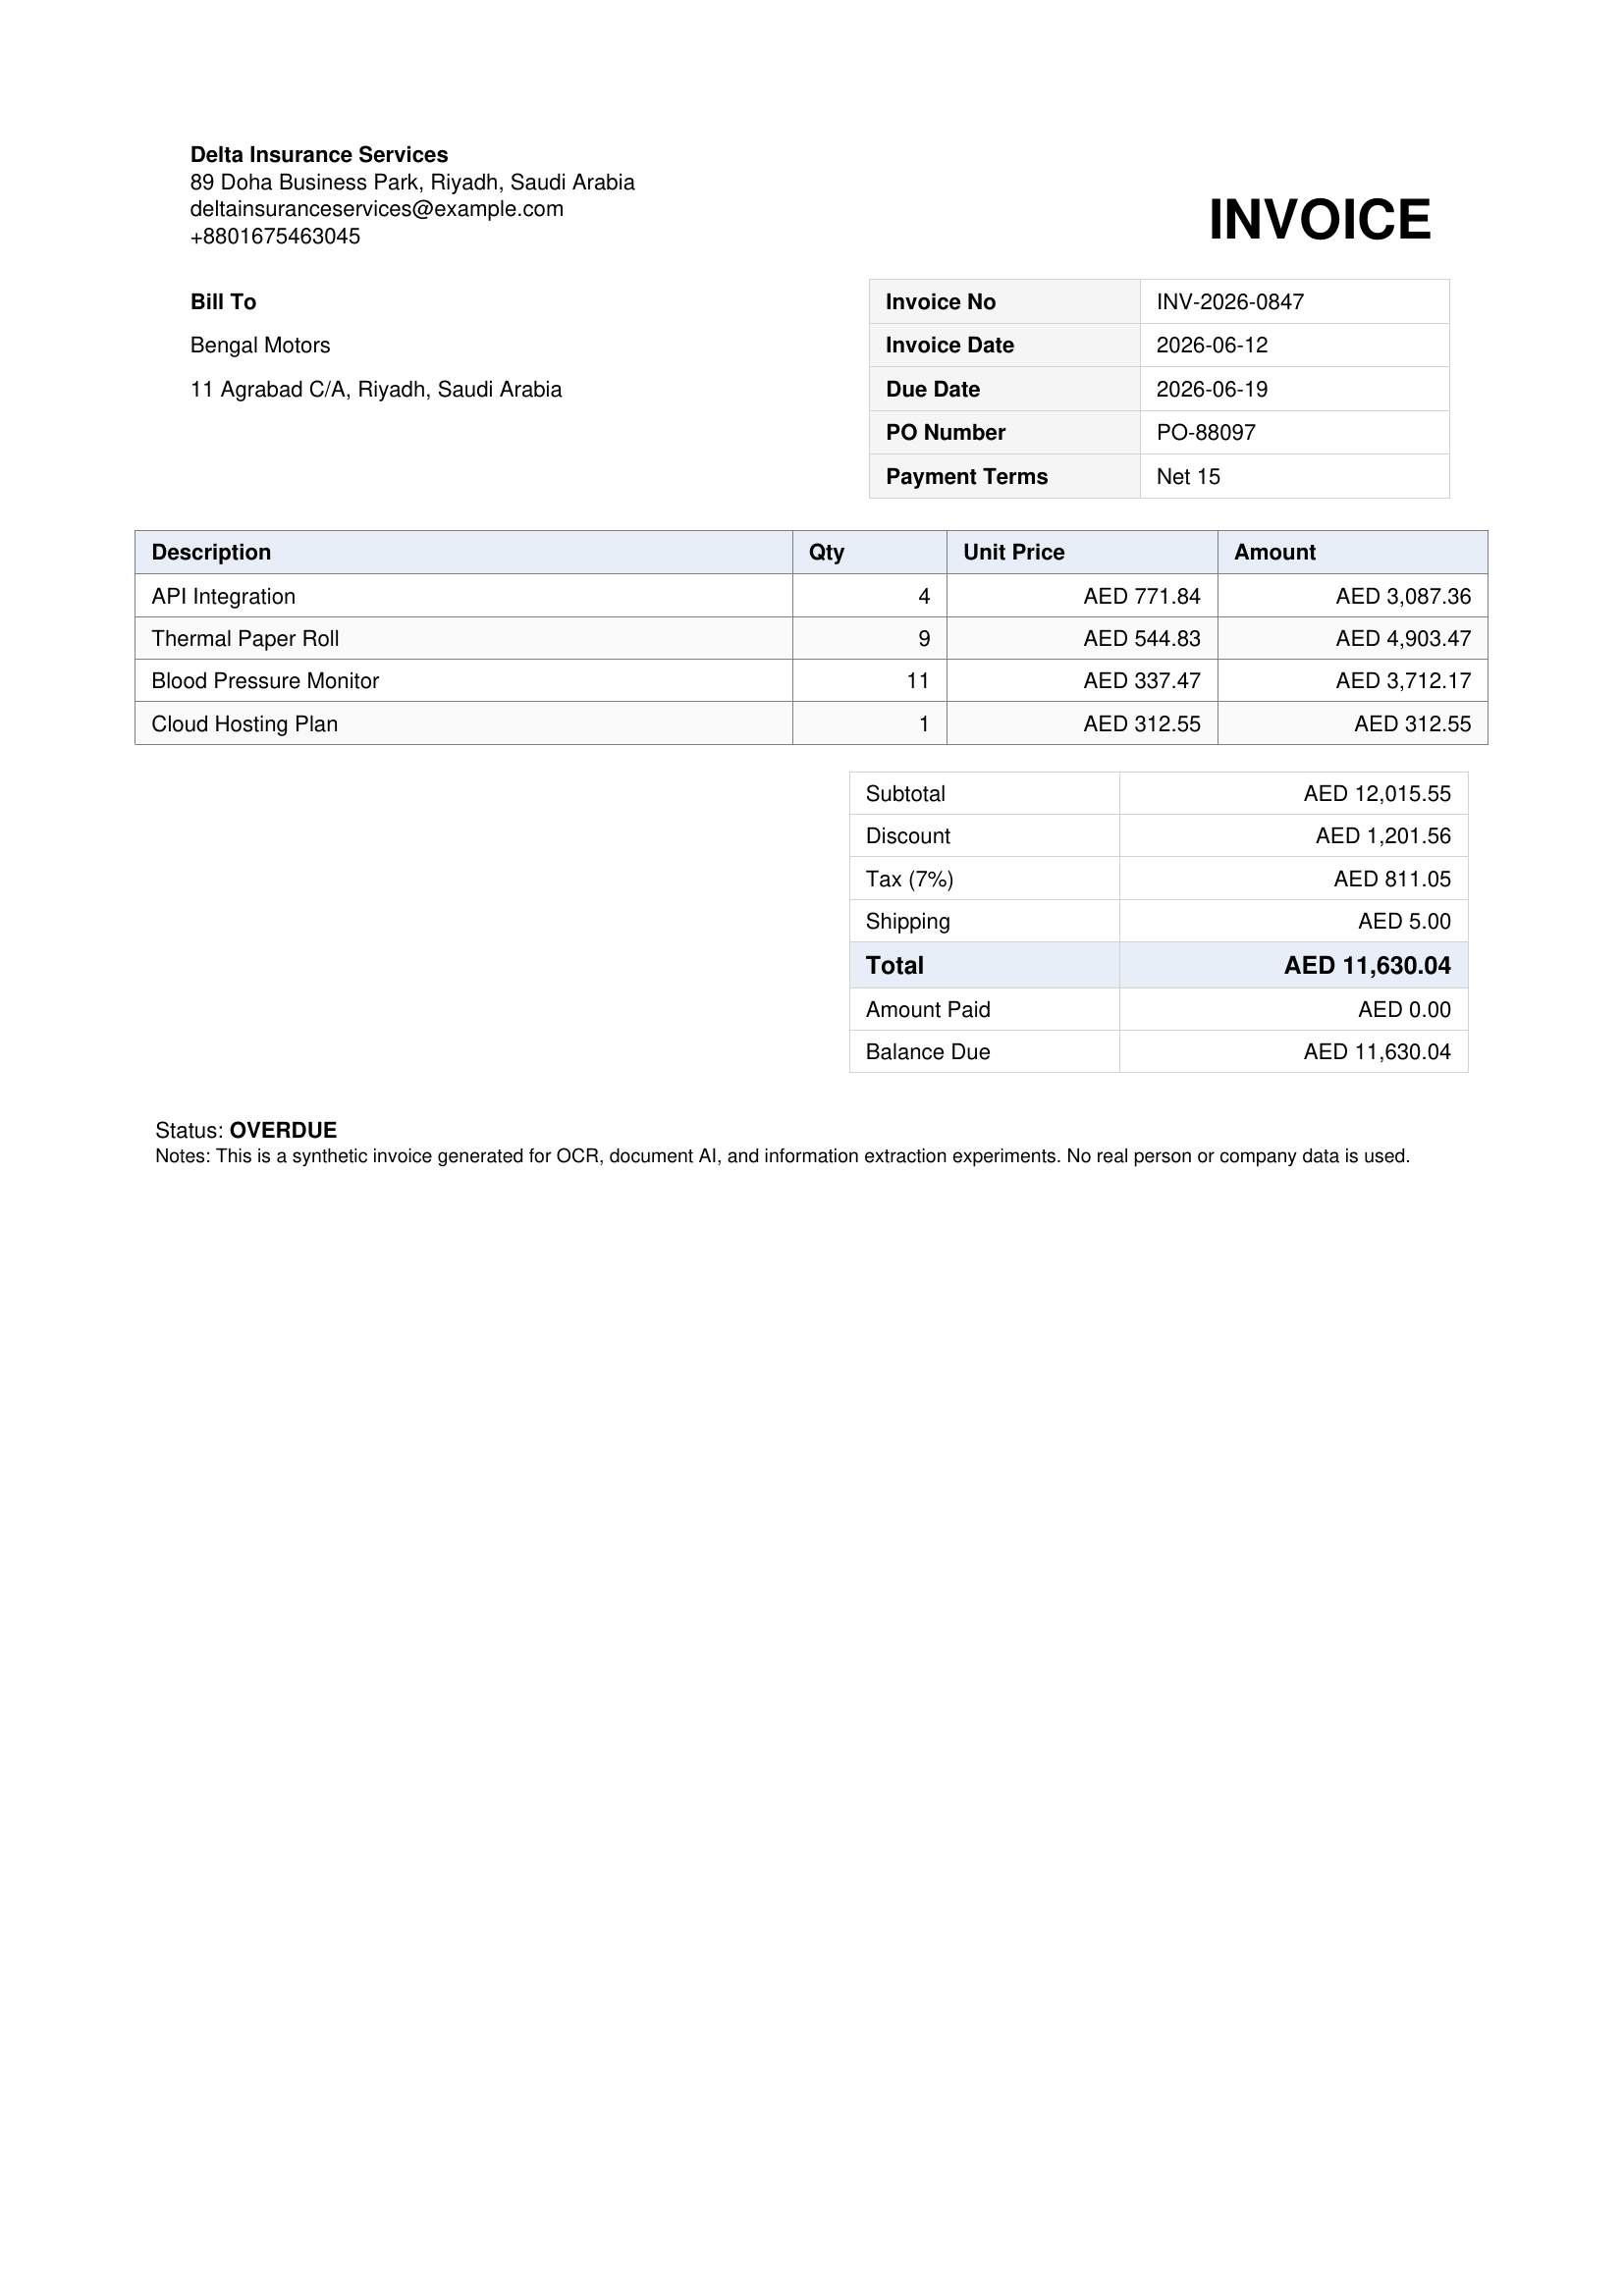 Delta Insurance Services
89 Doha Business Park, Riyadh, Saudi Arabia
deltainsuranceservices@example.com
+8801675463045
INVOICE
Bill To
Bengal Motors
11 Agrabad C/A, Riyadh, Saudi Arabia
Invoice No INV-2026-0847
Invoice Date 2026-06-12
Due Date 2026-06-19
PO Number PO-88097
Payment Terms Net 15
Description Qty Unit Price Amount
API Integration 4 AED 771.84 AED 3,087.36
Thermal Paper Roll 9 AED 544.83 AED 4,903.47
Blood Pressure Monitor 11 AED 337.47 AED 3,712.17
Cloud Hosting Plan 1 AED 312.55 AED 312.55
Subtotal AED 12,015.55
Discount AED 1,201.56
Tax (7%) AED 811.05
Shipping AED 5.00
Total AED 11,630.04
Amount Paid AED 0.00
Balance Due AED 11,630.04
Status: OVERDUE
Notes: This is a synthetic invoice generated for OCR, document AI, and information extraction experiments. No real person or company data is used.